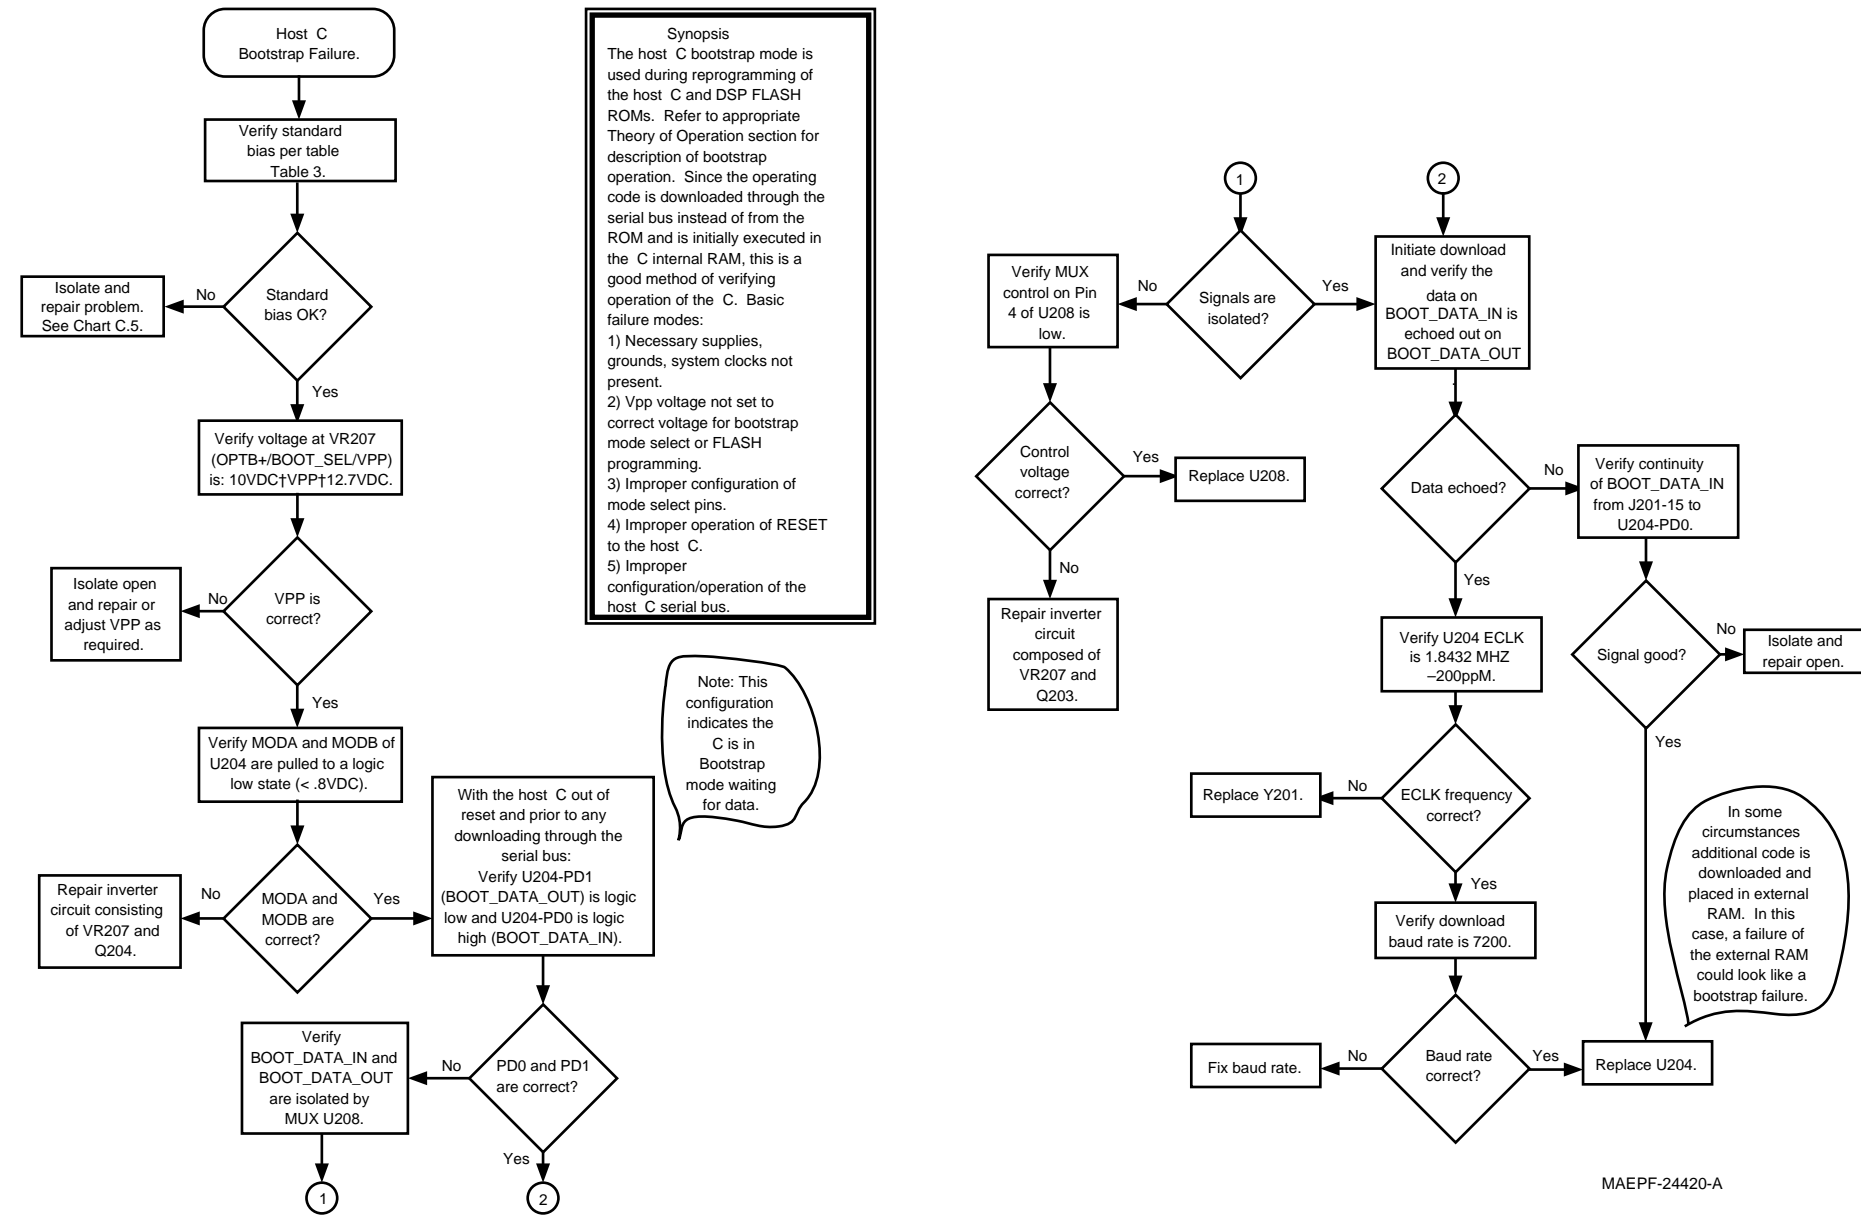 Host  C
Bootstrap Failure.
Verify standard
bias per table
Table 3.
Standard
bias OK?
No
Isolate and
repair problem.
See Chart C.5.
Yes
Verify voltage at VR207
(OPTB+/BOOT_SEL/VPP)
is: 10VDC†VPP†12.7VDC.
VPP is
correct?
No
Isolate open
and repair or
adjust VPP as
required.
Yes
Verify MODA and MODB of
U204 are pulled to a logic
low state (< .8VDC).
MODA and
MODB are
correct?
No
Repair inverter
circuit consisting
of VR207 and
Q204.
Yes
With the host  C out of
reset and prior to any
downloading through the
serial bus:
Verify U204-PD1
(BOOT_DATA_OUT) is logic
low and U204-PD0 is logic
high (BOOT_DATA_IN).
PD0 and PD1
are correct?
No
Verify
BOOT_DATA_IN and
BOOT_DATA_OUT
are isolated by
MUX U208.
1
Yes
2
Synopsis
The host  C bootstrap mode is
used during reprogramming of
the host  C and DSP FLASH
ROMs.  Refer to appropriate
Theory of Operation section for
description of bootstrap
operation.  Since the operating
code is downloaded through the
serial bus instead of from the
ROM and is initially executed in
the  C internal RAM, this is a
good method of verifying
operation of the  C.  Basic
failure modes:
1) Necessary supplies,
grounds, system clocks not
present.
2) Vpp voltage not set to
correct voltage for bootstrap
mode select or FLASH
programming.
3) Improper configuration of
mode select pins.
4) Improper operation of RESET
to the host  C.
5) Improper
configuration/operation of the
host  C serial bus.
Note: This
configuration
indicates the
C is in
Bootstrap
mode waiting
for data.
1
Signals are
isolated?
No
Verify MUX
control on Pin
4 of U208 is
low.
Control
voltage
correct?
Yes
Replace U208.
No
Repair inverter
circuit
composed of
VR207 and
Q203.
Yes
2
Initiate download
and verify the
data on
BOOT_DATA_IN is
echoed out on
BOOT_DATA_OUT
.
Data echoed?
No
Verify continuity
of BOOT_DATA_IN
from J201-15 to
U204-PD0.
Signal good?
No
Isolate and
repair open.
Yes
Yes
Verify U204 ECLK
is 1.8432 MHZ
–200ppM.
ECLK frequency
correct?
No
Replace Y201.
Yes
Verify download
baud rate is 7200.
Baud rate
correct?
No
Fix baud rate.
Yes
Replace U204.
In some
circumstances
additional code is
downloaded and
placed in external
RAM.  In this
case, a failure of
the external RAM
could look like a
bootstrap failure.
MAEPF-24420-A